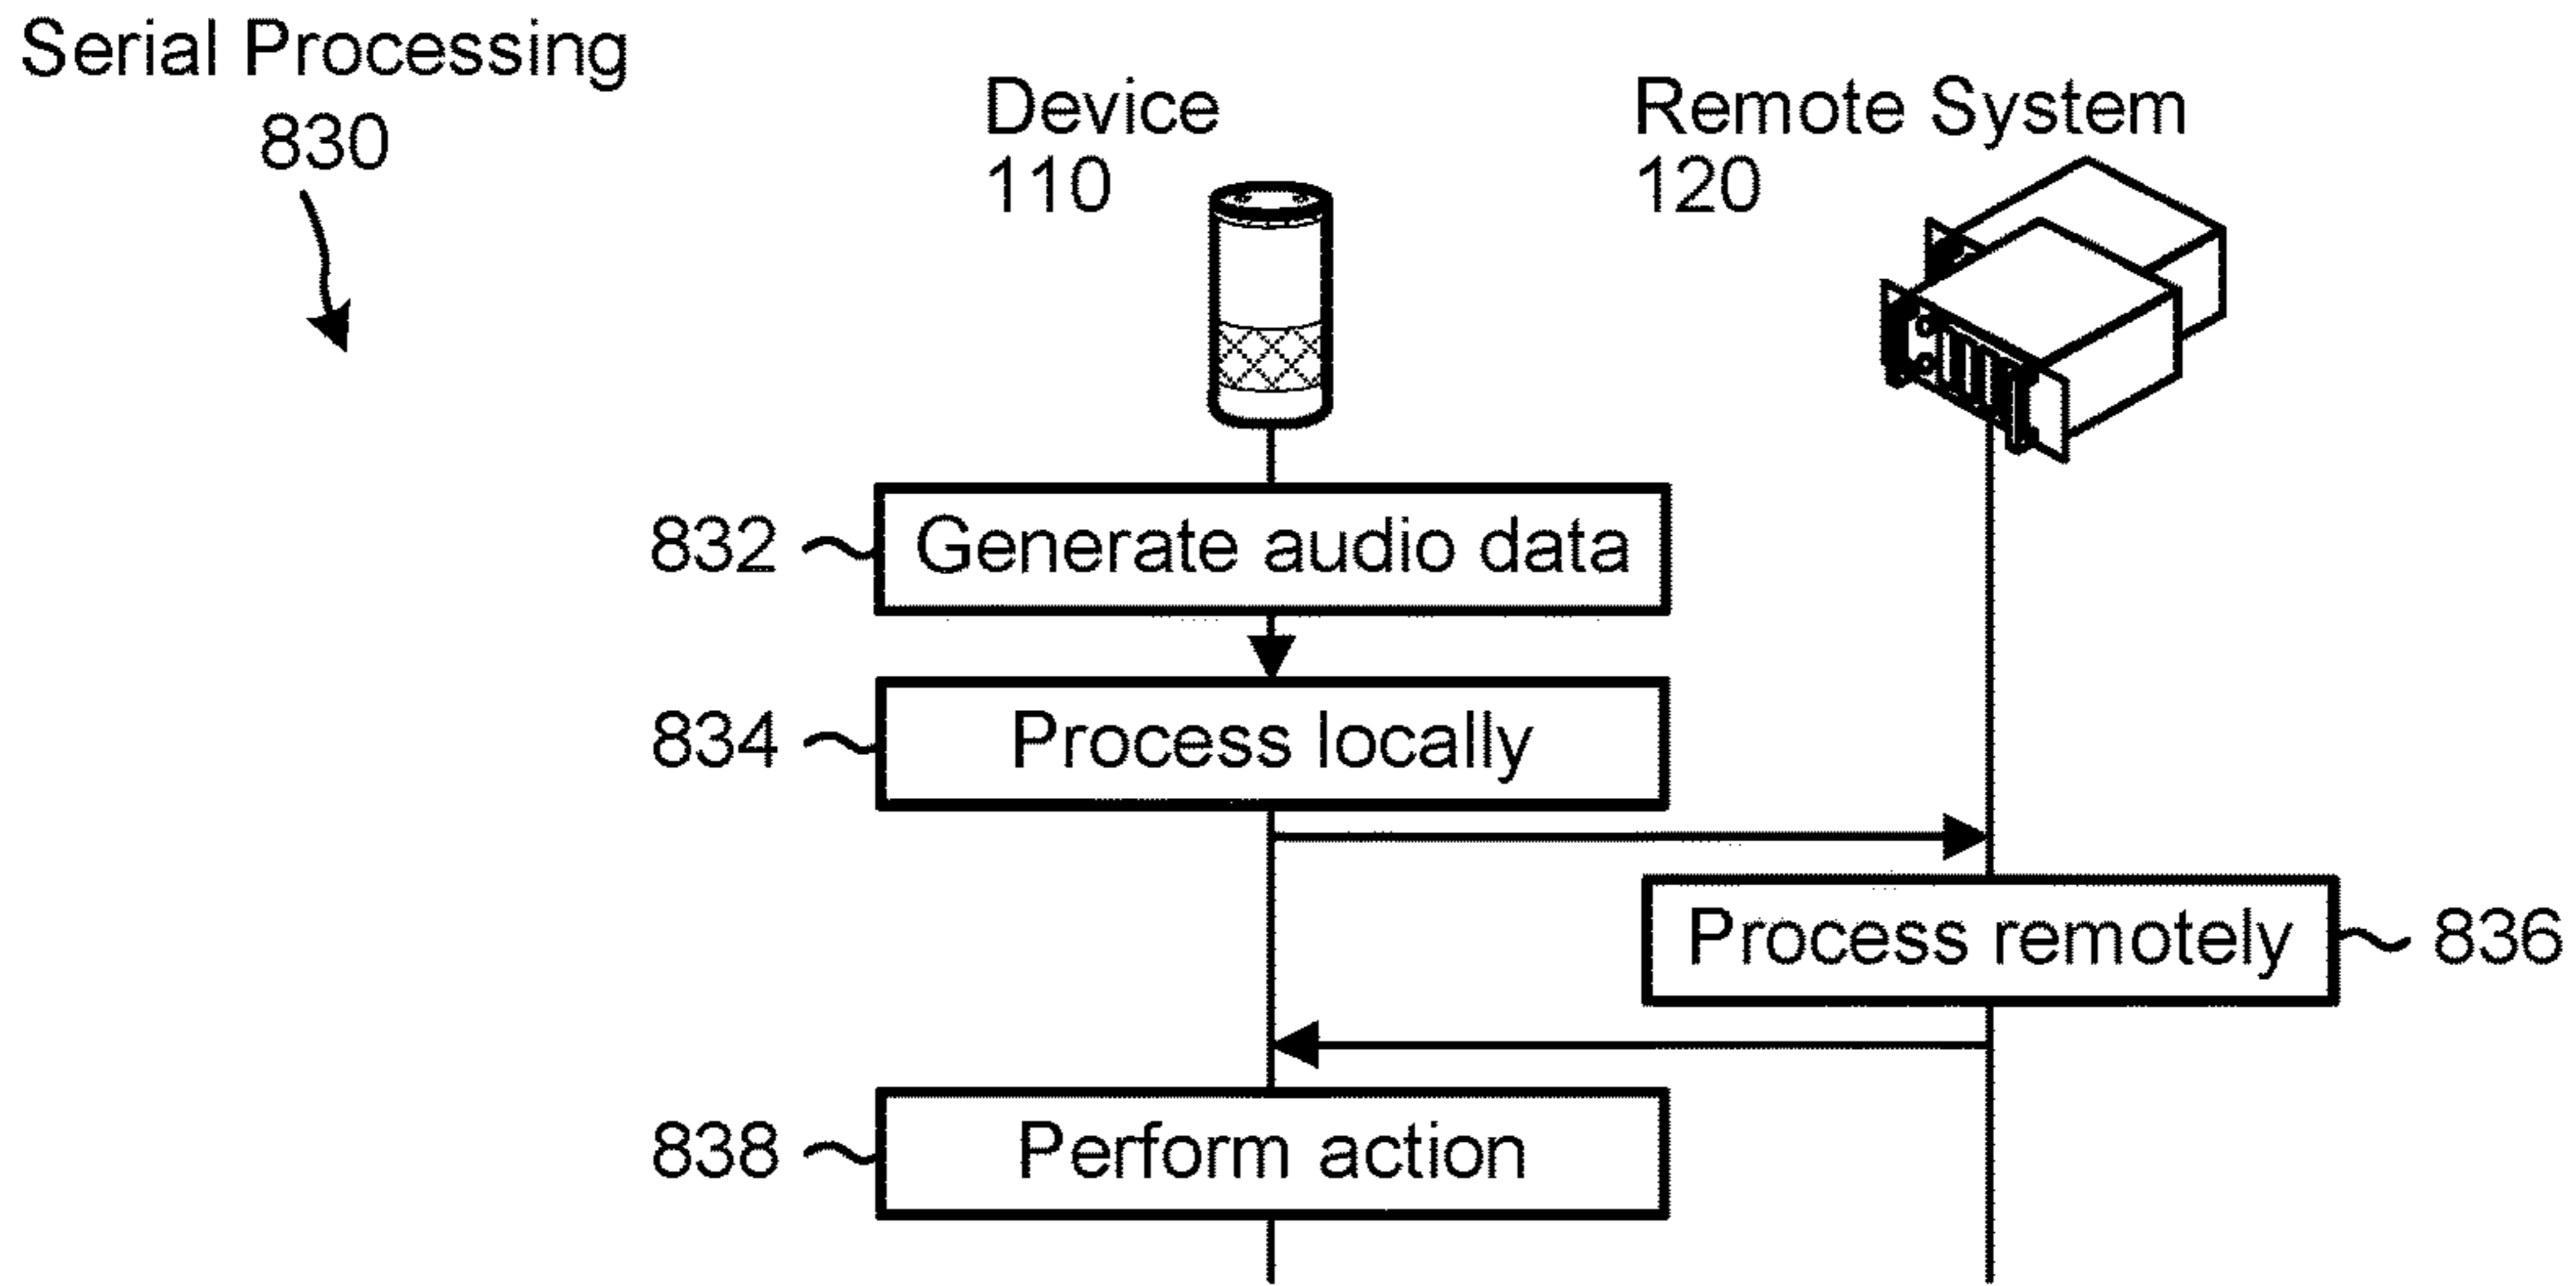 Serial Processing
830
Device
110
Remote System
120
832
Generate audio data
834
Process locally
Process remotely
836
838
Perform action